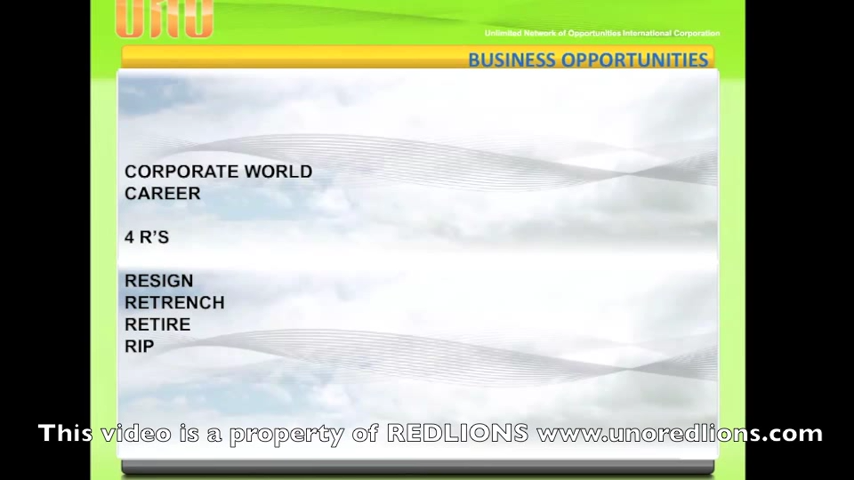 uno
Unlimited Network of Opportunities International Corporation
BUSINESS OPPORTUNITIES
CORPORATE WORLD
CAREER
4 R'S
RESIGN
RETRENCH
RETIRE
RIP
This video is a property of REDLIONS www.unoredlions.com